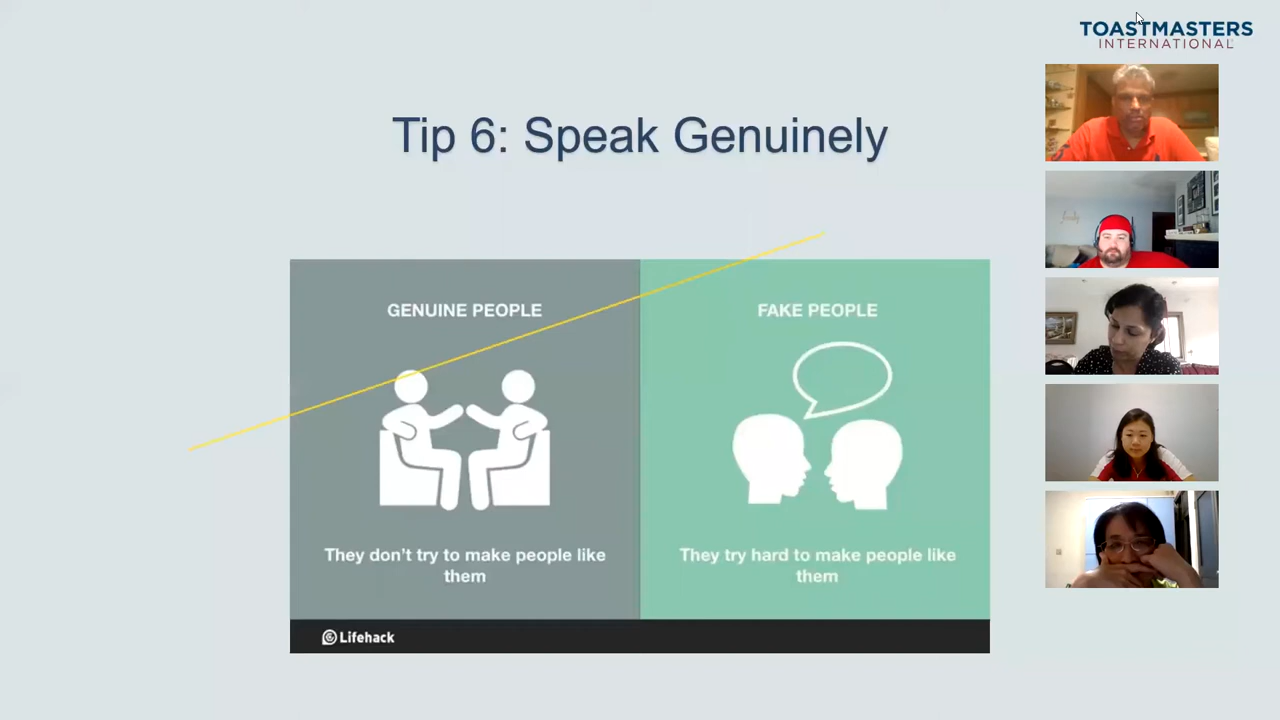 TOASTMASTERS
INTERNATIONAL
Tip 6: Speak Genuinely
GENUINE PEOPLE
They don't try to make people like
them
FAKE PEOPLE
They try hard to make people like
them
Lifehack